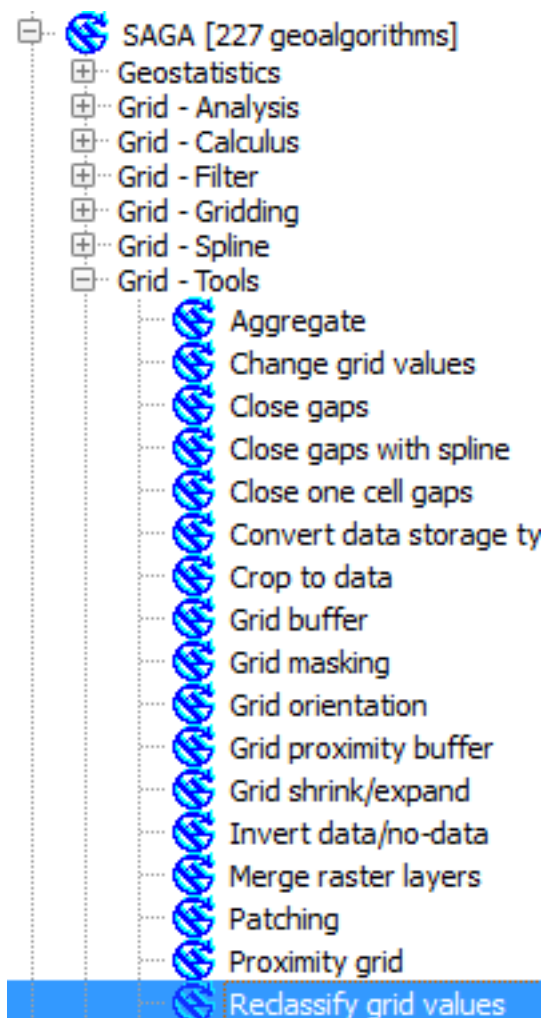 SAGA [227 geoalgorithms]
Geostatistics
Grid - Analysis
Grid - Calculus
Grid - Filter
Grid - Gridding
Grid - Spline
Grid - Tools
Aggregate
Change grid values
Close gaps
Close gaps with spline
Close one cell gaps
Convert data storage ty
Crop to data
Grid buffer
Grid masking
Grid orientation
Grid proximity buffer
Grid shrink/expand
Invert data/no-data
Merge raster layers
Patching
Proximity grid
Reclassify grid values